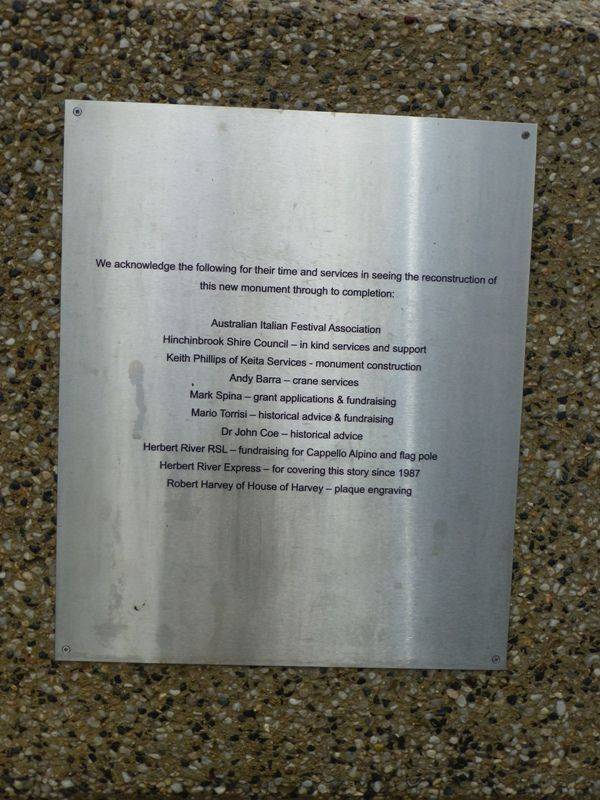 We acknowledge the following for their time and services in seeing the reconstruction of
this new monument through to completion:
Australian Italian Festival Association
Hinchinbrook Shire Council – in kind services and support
Keith Phillips of Keita Services - monument construction
Andy Barra – crane services
Mark Spina – grant applications & fundraising
Mario Torrisi – historical advice & fundraising
Dr John Coe – historical advice
Herbert River RSL – fundraising for Cappello Alpino and flag pole
Herbert River Express – for covering this story since 1987
Robert Harvey of House of Harvey – plaque engraving